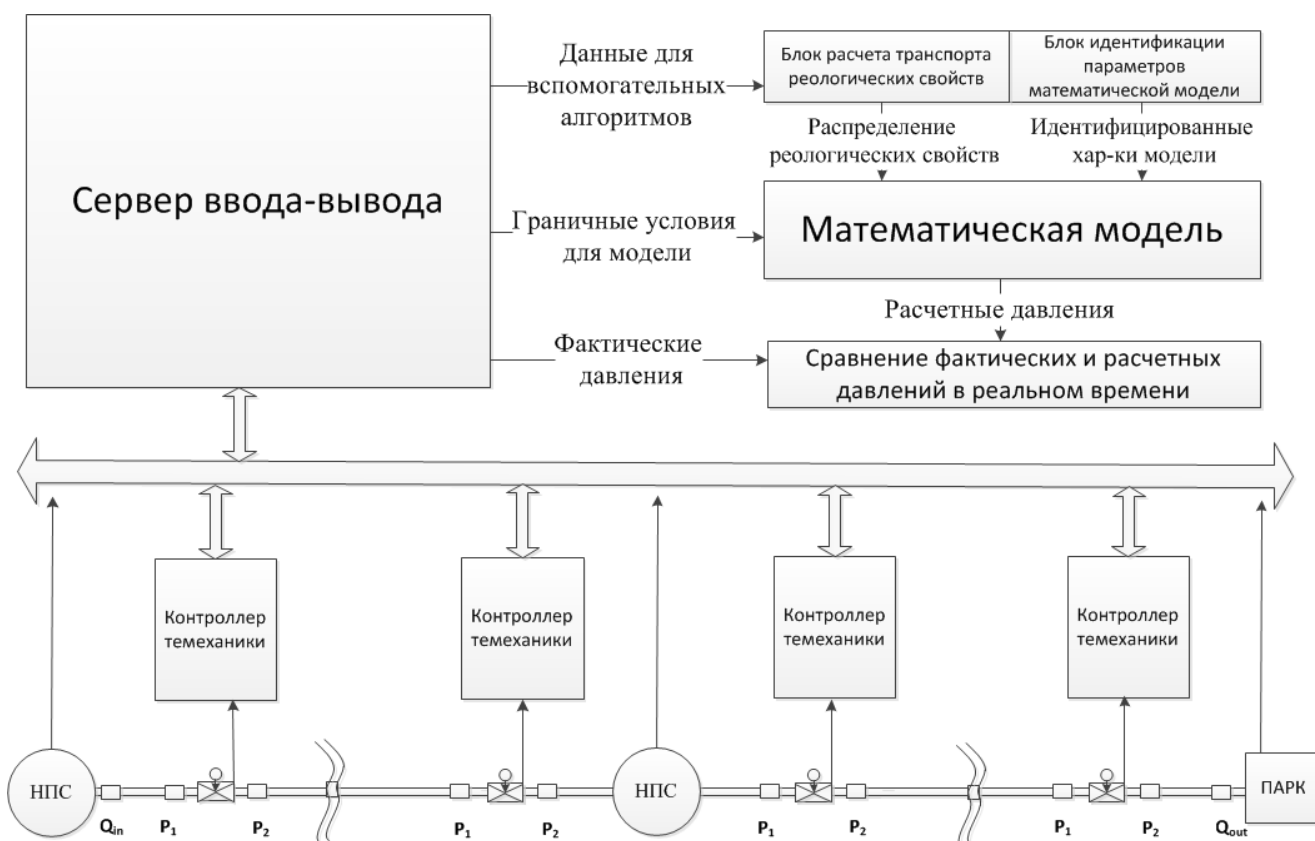 Сервер ввода-вывода
Данные для
вспомогательных
алгоритмов
Блок расчета транспорта
реологических свойств
Блок идентификации
параметров
математической модели
Распределение
реологических свойств
Идентифицированные
хар-ки модели
Граничные условия
для модели
Математическая модель
Расчетные давления
Фактические
давления
Сравнение фактических и расчетных
давлений в реальном времени
Контроллер
темеханики
Контроллер
темеханики
Контроллер
темеханики
Контроллер
темеханики
НПС
НПС
ПАРК
Qin
P1
P2
P1
P2
P1
P2
P1
P2
Qout